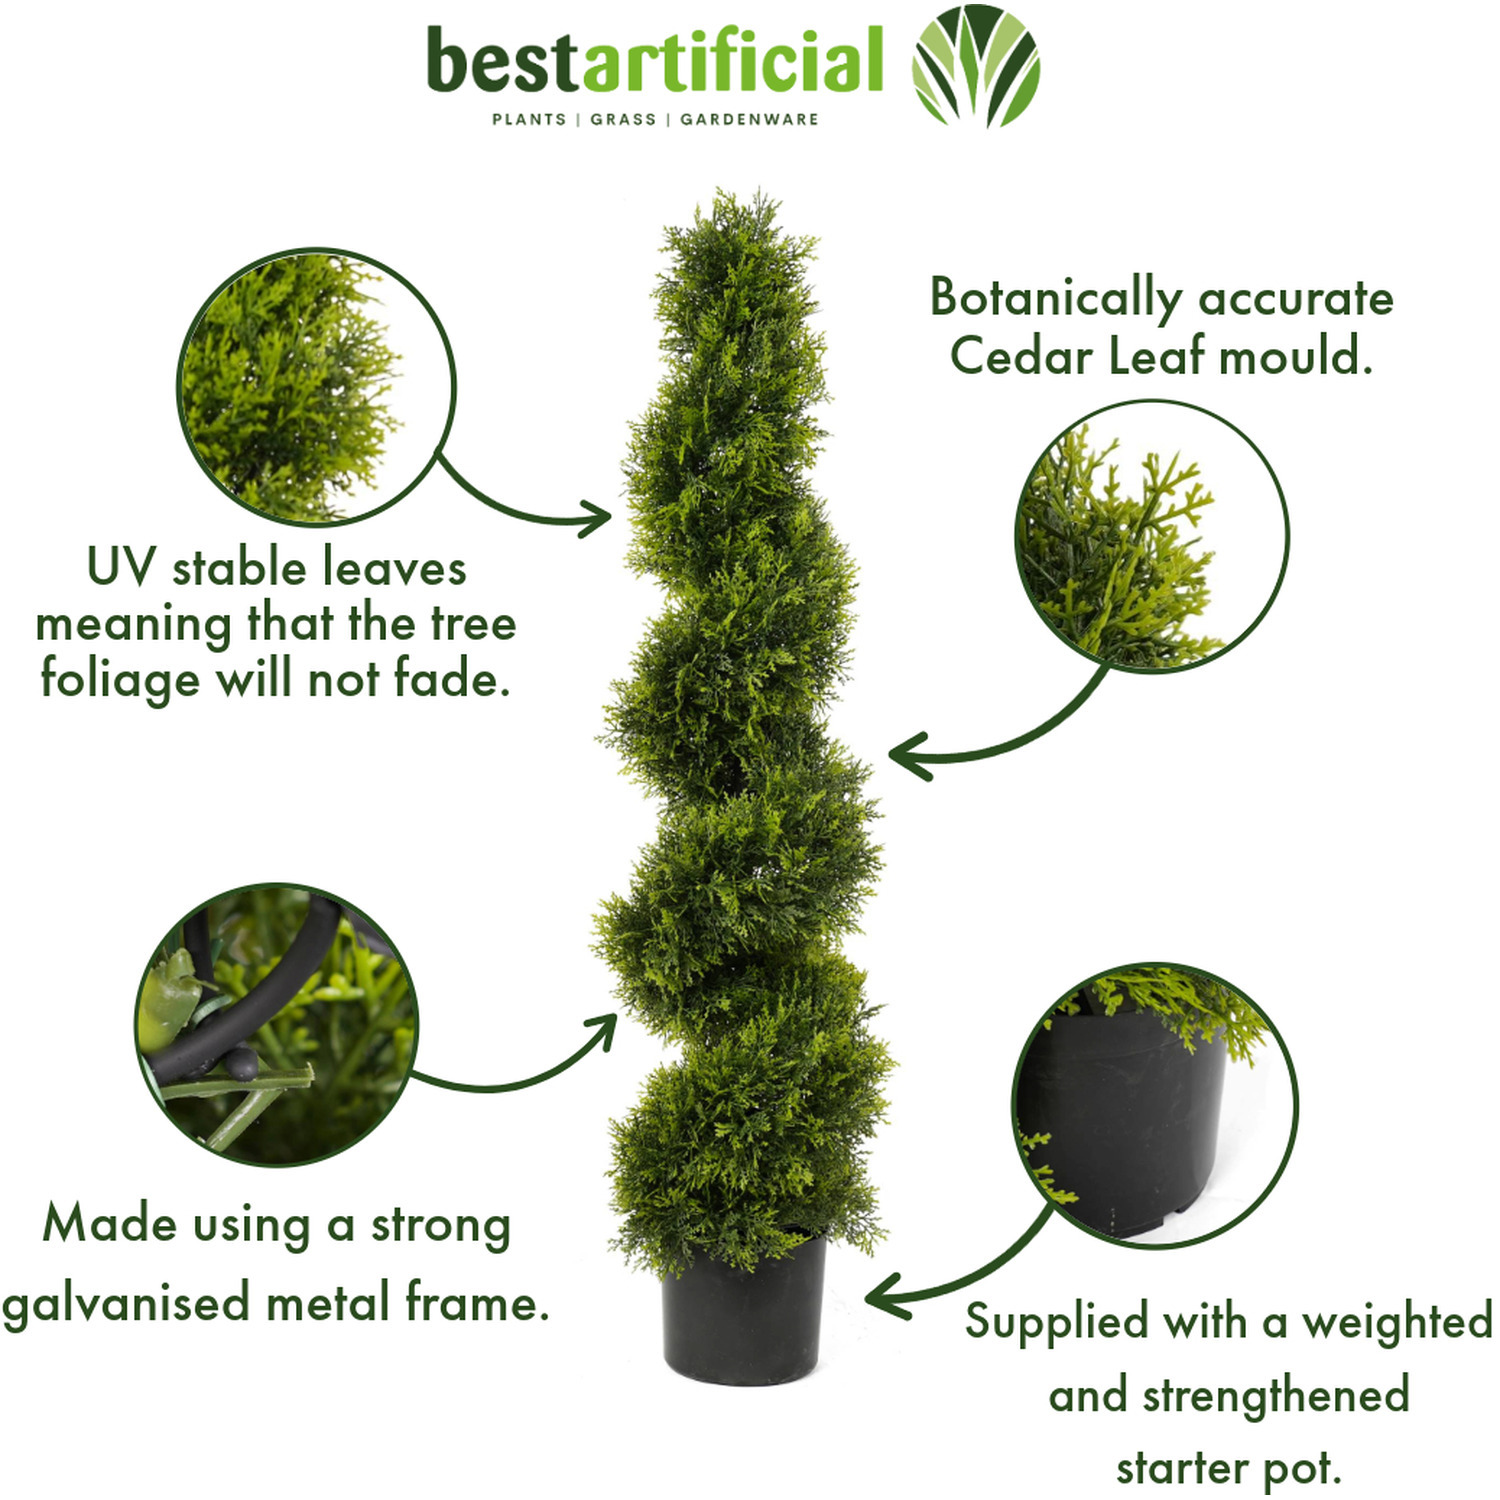 bestartificial
PLANTS | GRASS | GARDENWARE
Botanically accurate
Cedar Leaf mould.
UV stable leaves
meaning that the tree
foliage will not fade.
Made using a strong
galvanised metal frame.
Supplied with a weighted
and strengthened
starter pot.